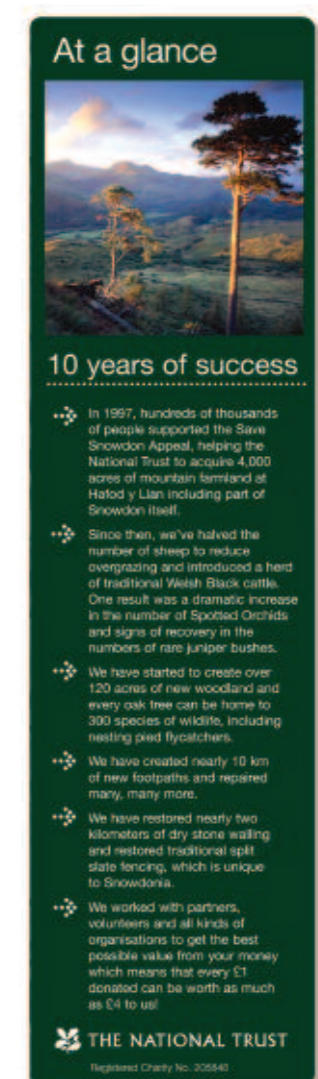 At a glance
10 years of success
In 1997, hundreds of thousands
of people supported the Save
Snowdon Appeal, helping the
National Trust to acquire 4,000
acres of mountain farmland at
Hafod y Llan including part of
Snowdon itself.
Since then, we've halved the
number of sheep to reduce
overgrazing and introduced a herd
of traditional Welsh Black cattle.
One result was a dramatic increase
in the number of Spotted Orchids
and signs of recovery in the
numbers of rare juniper bushes.
We have started to create over
120 acres of new woodland and
every oak tree can be home to
300 species of wildlife, including
nesting pied flycatchers.
We have created nearly 10 km
of new footpaths and repaired
many, many more.
We have restored nearly two
kilometers of dry stone walling
and restored traditional split
slate fencing, which is unique
to Snowdonia.
We worked with partners,
volunteers and all kinds of
organisations to get the best
possible value from your money
which means that every £1
donated can be worth as much
as £4 to us!
THE NATIONAL TRUST
Registered Charity No. 205846